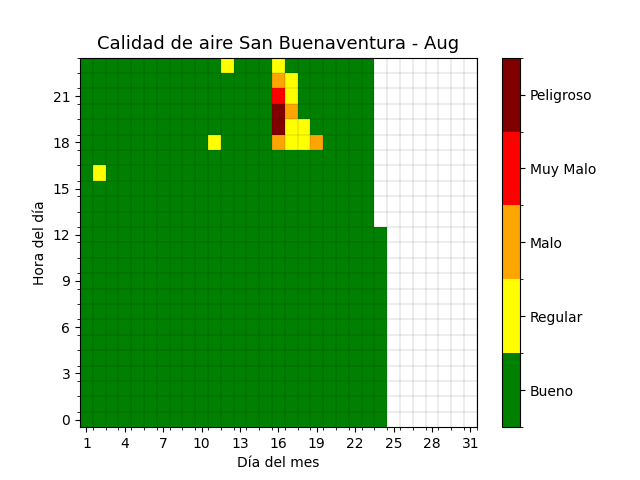 Calidad de aire San Buenaventura - Aug
Hora del día
21
18
15
12
9
6
3
0
1 4 7 10 13 16 19 22 25 28 31
Día del mes
Peligroso
Muy Malo
Malo
Regular
Bueno